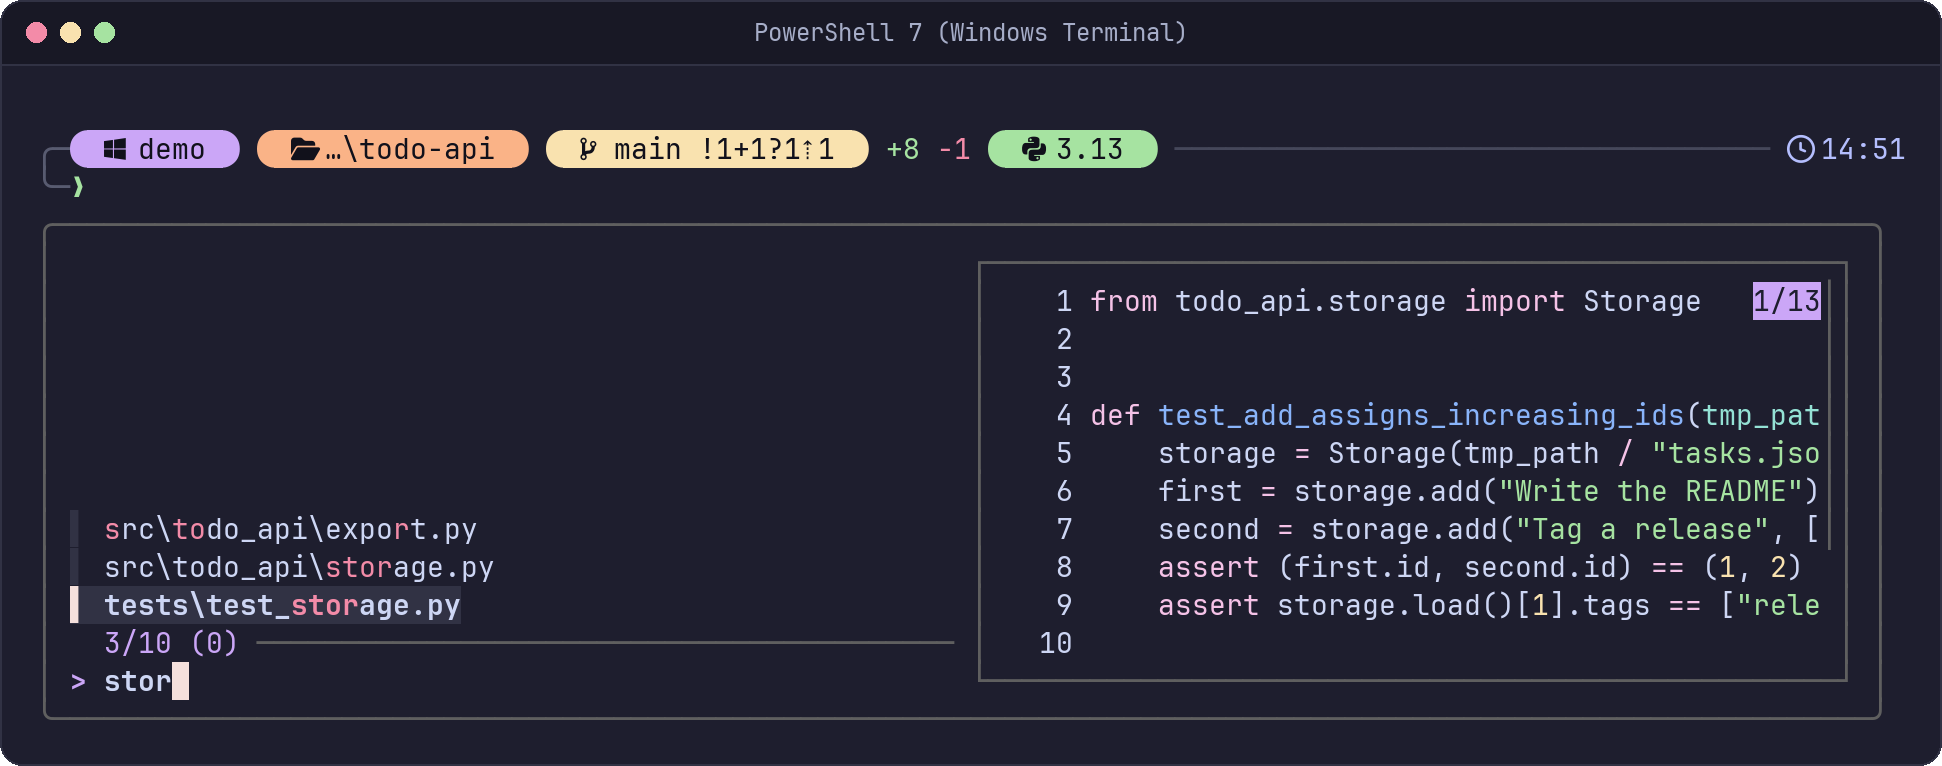 PowerShell 7 (Windows Terminal)
demo …\todo-api main !1+1?1⇡1 +8 -1 3.13 14:51
❯
1 from todo_api.storage import Storage 1/13
2
3
4 def test_add_assigns_increasing_ids(tmp_pat
5 storage = Storage(tmp_path / "tasks.jso
6 first = storage.add("Write the README")
7 second = storage.add("Tag a release", [
8 assert (first.id, second.id) == (1, 2)
9 assert storage.load()[1].tags == ["rele
10
src\todo_api\export.py
src\todo_api\storage.py
tests\test_storage.py
3/10 (0)
> stor